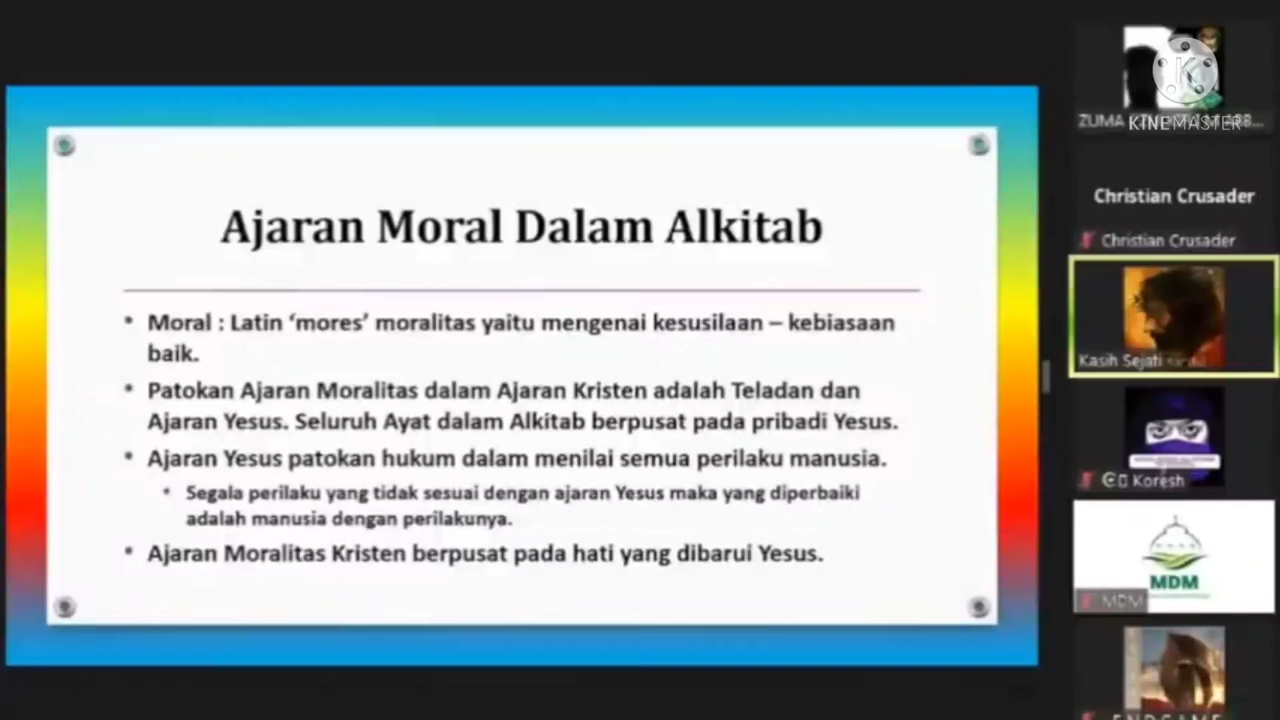 Ajaran Moral Dalam Alkitab
• Moral : Latin ‘mores’ moralitas yaitu mengenai kesusilaan – kebiasaan
baik.
• Patokan Ajaran Moralitas dalam Ajaran Kristen adalah Teladan dan
Ajaran Yesus. Seluruh Ayat dalam Alkitab berpusat pada pribadi Yesus.
• Ajaran Yesus patokan hukum dalam menilai semua perilaku manusia.
• Segala perilaku yang tidak sesuai dengan ajaran Yesus maka yang diperbaiki
adalah manusia dengan perilakunya.
• Ajaran Moralitas Kristen berpusat pada hati yang dibarui Yesus.
K
ZUMA
KINEMASTER
Christian Crusader
Christian Crusader
Kasih Sejati
Koresh
MDM
MDM
ENDGAME